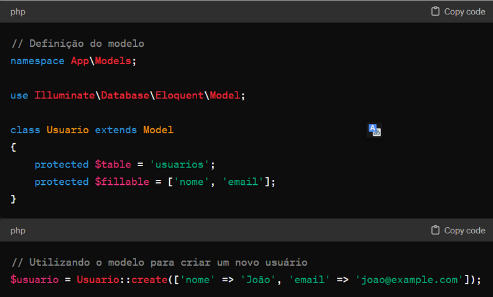 php Copy code
// Definição do modelo
namespace App\Models;
use Illuminate\Database\Eloquent\Model;
class Usuario extends Model
{
protected $table = 'usuarios';
protected $fillable = ['nome', 'email'];
}
php Copy code
// Utilizando o modelo para criar um novo usuário
$usuario = Usuario::create(['nome' => 'João', 'email' => 'joao@example.com']);